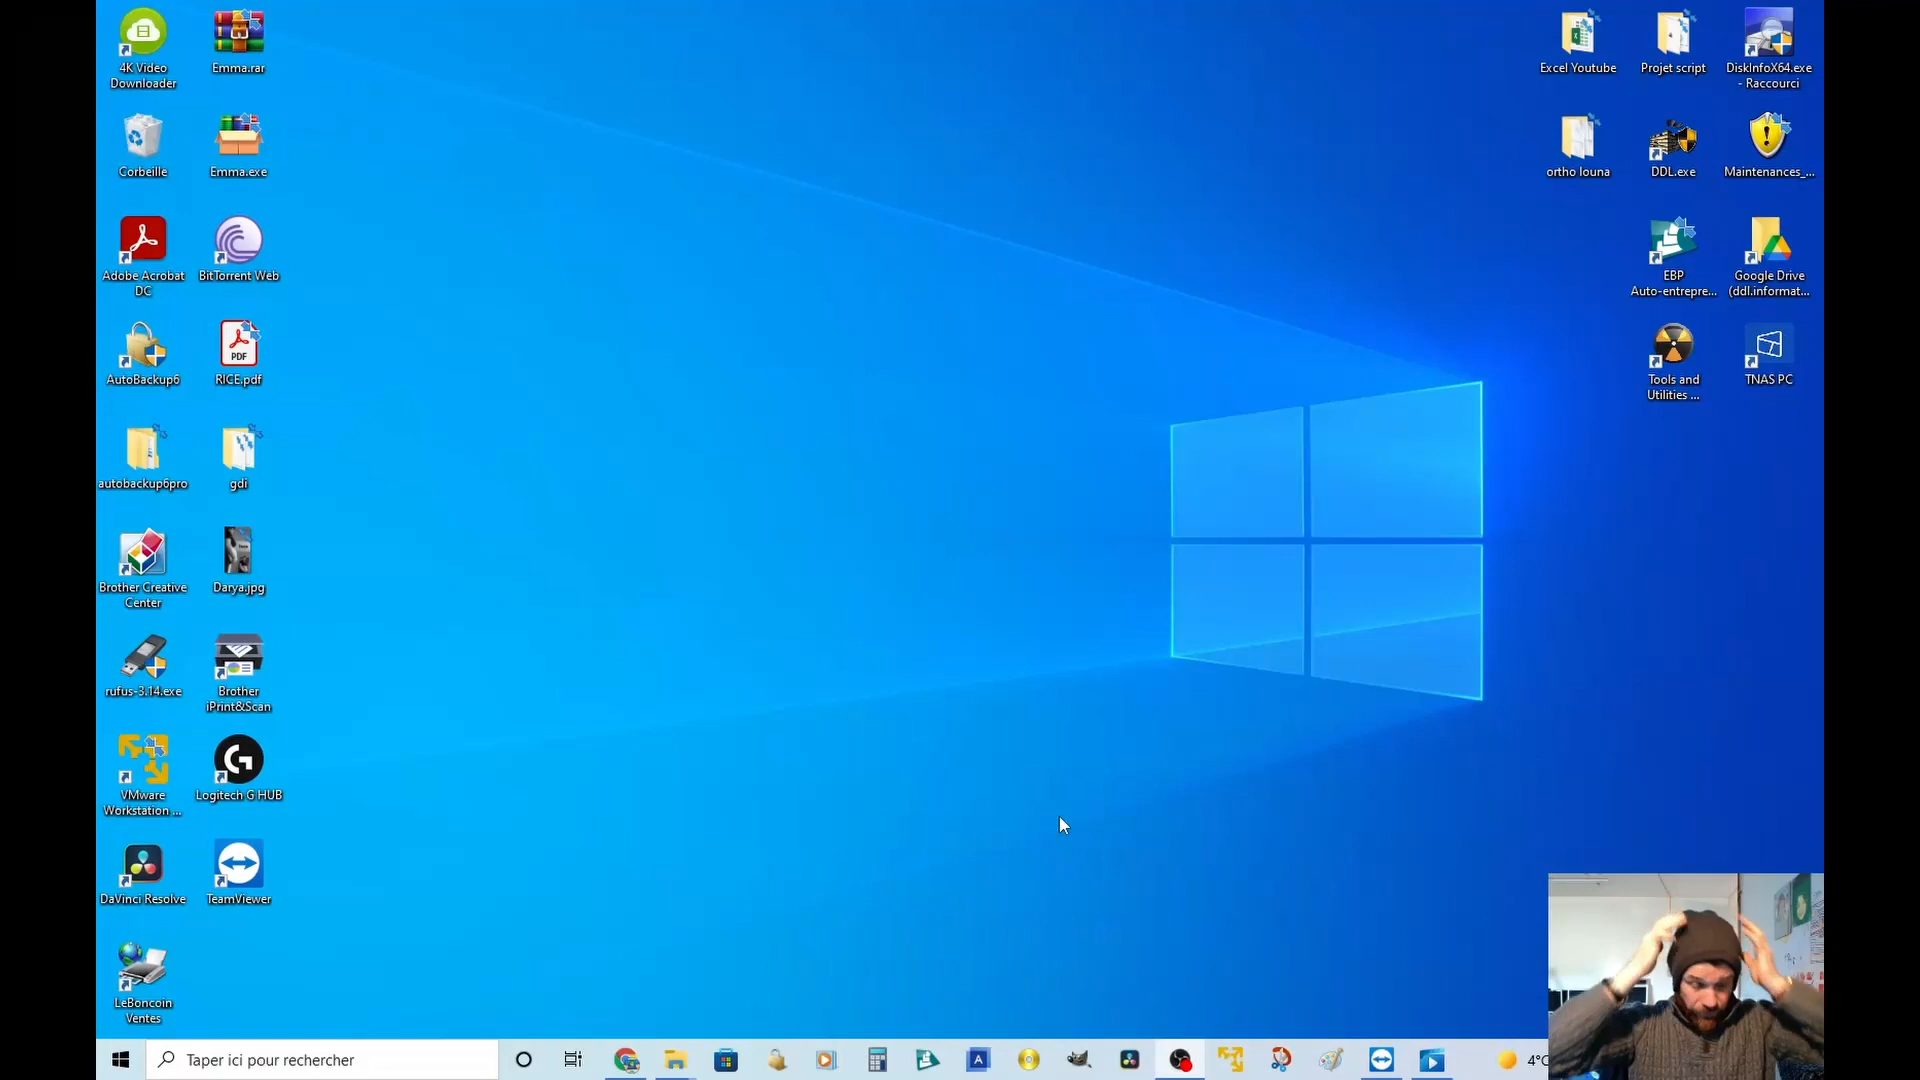 4K Video
Downloader
Emma.rar
Excel Youtube
Projet script
DiskInfoX64.exe
- Raccourci
Corbeille
Emma.exe
ortho louna
DDL.exe
Maintenances_...
Adobe Acrobat
DC
BitTorrent Web
EBP
Auto-entrepre...
Google Drive
(ddl.informat...
AutoBackup6
PDF
RICE.pdf
Tools and
Utilities ...
TNAS PC
autobackup6pro
gdi
Brother Creative
Center
Darya.jpg
rufus-3.14.exe
Brother
iPrint&Scan
VMware
Workstation ...
Logitech G HUB
DaVinci Resolve
TeamViewer
LeBoncoin
Ventes
Taper ici pour rechercher
A
4°C